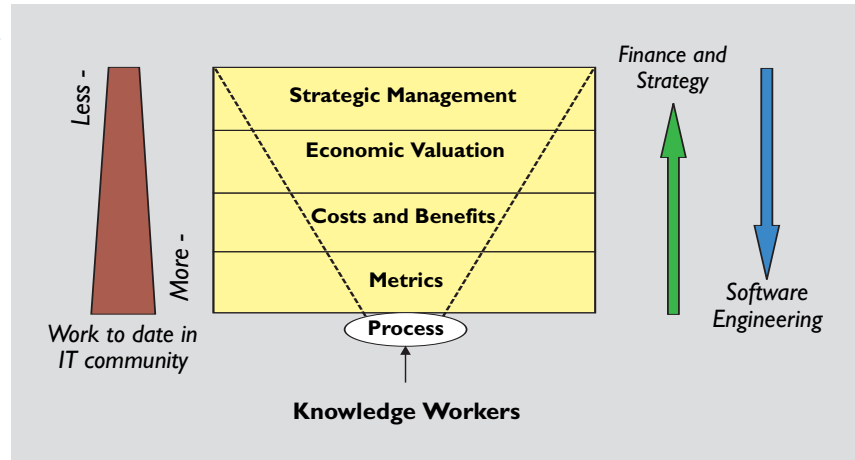 Less -
More -
Work to date in
IT community
Strategic Management
Economic Valuation
Costs and Benefits
Metrics
Process
Knowledge Workers
Finance and
Strategy
Software
Engineering